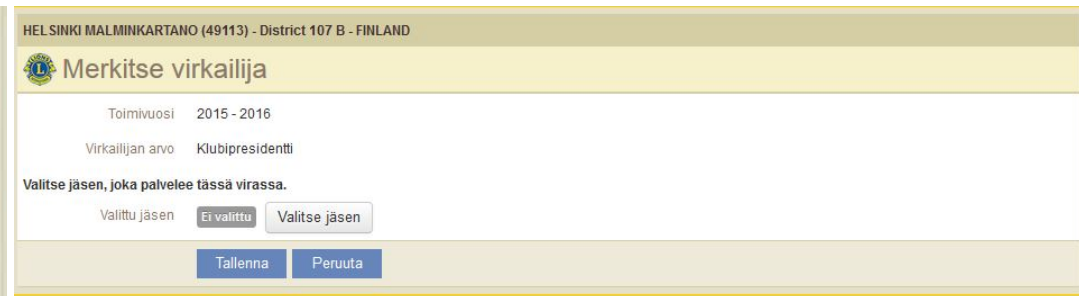 HELSINKI MALMINKARTANO (49113) - District 107 B - FINLAND
L
Merkitse virkailija
Toimivuosi 2015 - 2016
Virkailijan arvo Klubipresidentti
Valitse jäsen, joka palvelee tässä virassa.
Valittu jäsen Ei valittu Valitse jäsen
Tallenna Peruuta